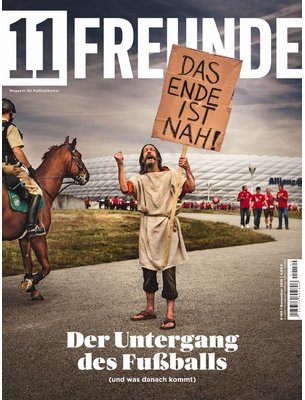 11 FREUNDE
Magazin für Fußballkultur
DAS
ENDE
IST
NAH!
Allianz
Der Untergang
des Fußballs
(und was danach kommt)